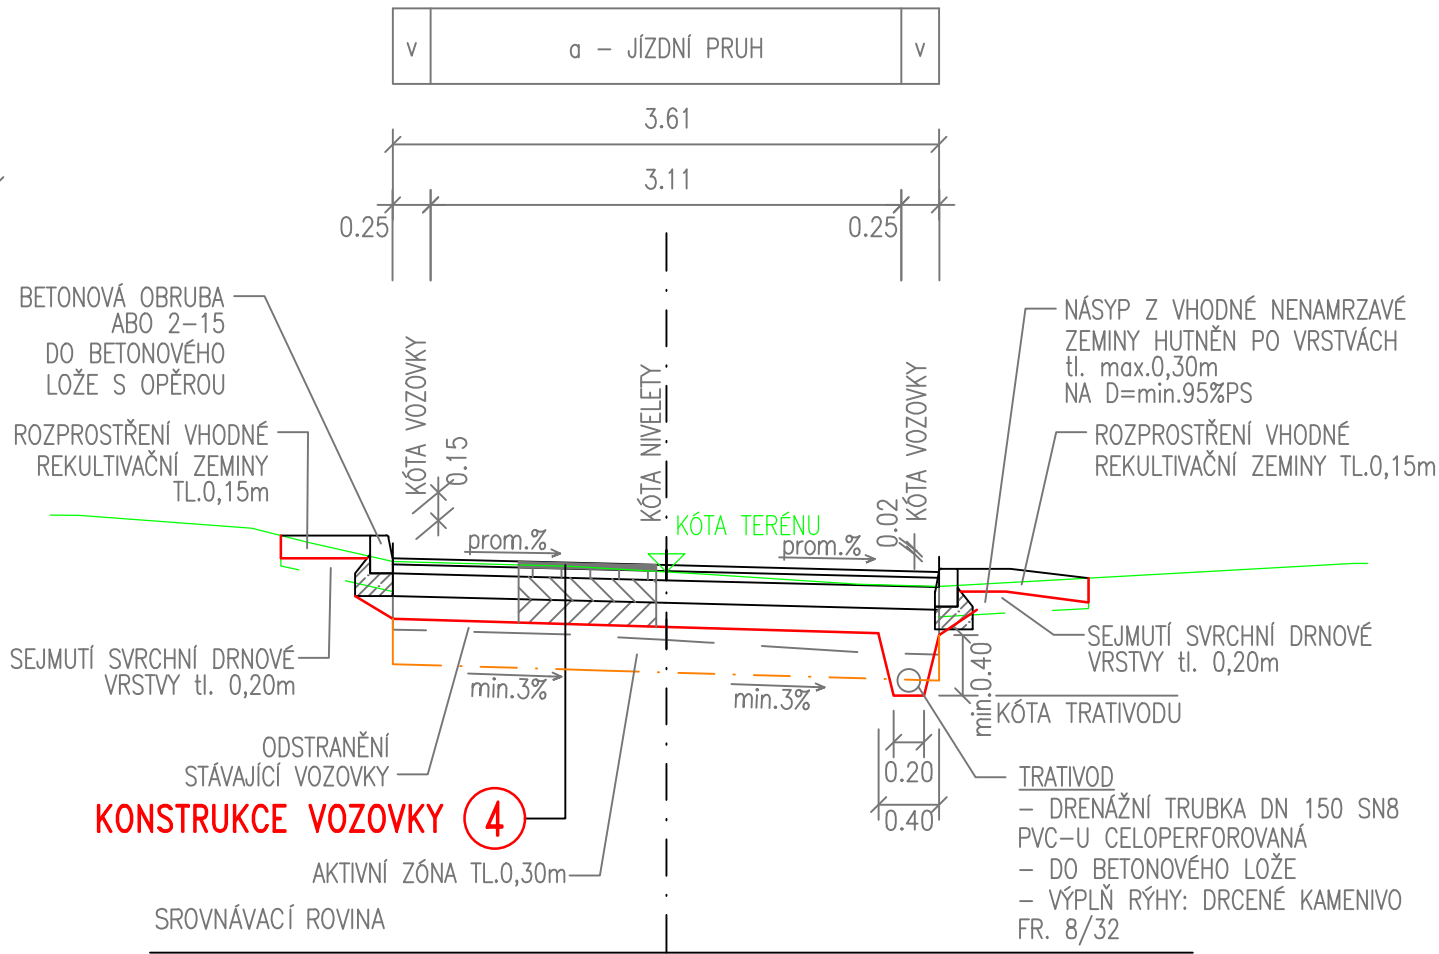 v
a - JÍZDNÍ PRUH
v
3.61
3.11
0.25
0.25
BETONOVÁ OBRUBA
ABO 2-15
DO BETONOVÉHO
LOŽE S OPĚROU
ROZPROSTŘENÍ VHODNÉ
REKULTIVAČNÍ ZEMINY
TL.0,15m
KÓTA VOZOVKY
0.15
KÓTA NIVELETY
KÓTA TERÉNU
0.02
KÓTA VOZOVKY
NÁSYP Z VHODNÉ NENAMRZAVÉ
ZEMINY HUTNĚN PO VRSTVÁCH
tl. max.0,30m
NA D=min.95%PS
ROZPROSTŘENÍ VHODNÉ
REKULTIVAČNÍ ZEMINY TL.0,15m
prom.%
prom.%
SEJMUTÍ SVRCHNÍ DRNOVÉ
VRSTVY tl. 0,20m
SEJMUTÍ SVRCHNÍ DRNOVÉ
VRSTVY tl. 0,20m
min.3%
min.3%
min.0.40
KÓTA TRATIVODU
ODSTRANĚNÍ
STÁVAJÍCÍ VOZOVKY
0.20
0.40
KONSTRUKCE VOZOVKY 4
AKTIVNÍ ZÓNA TL.0,30m
TRATIVOD
- DRENÁŽNÍ TRUBKA DN 150 SN8
PVC-U CELOPERFOROVANÁ
- DO BETONOVÉHO LOŽE
- VÝPLŇ RÝHY: DRCENÉ KAMENIVO
FR. 8/32
SROVNÁVACÍ ROVINA